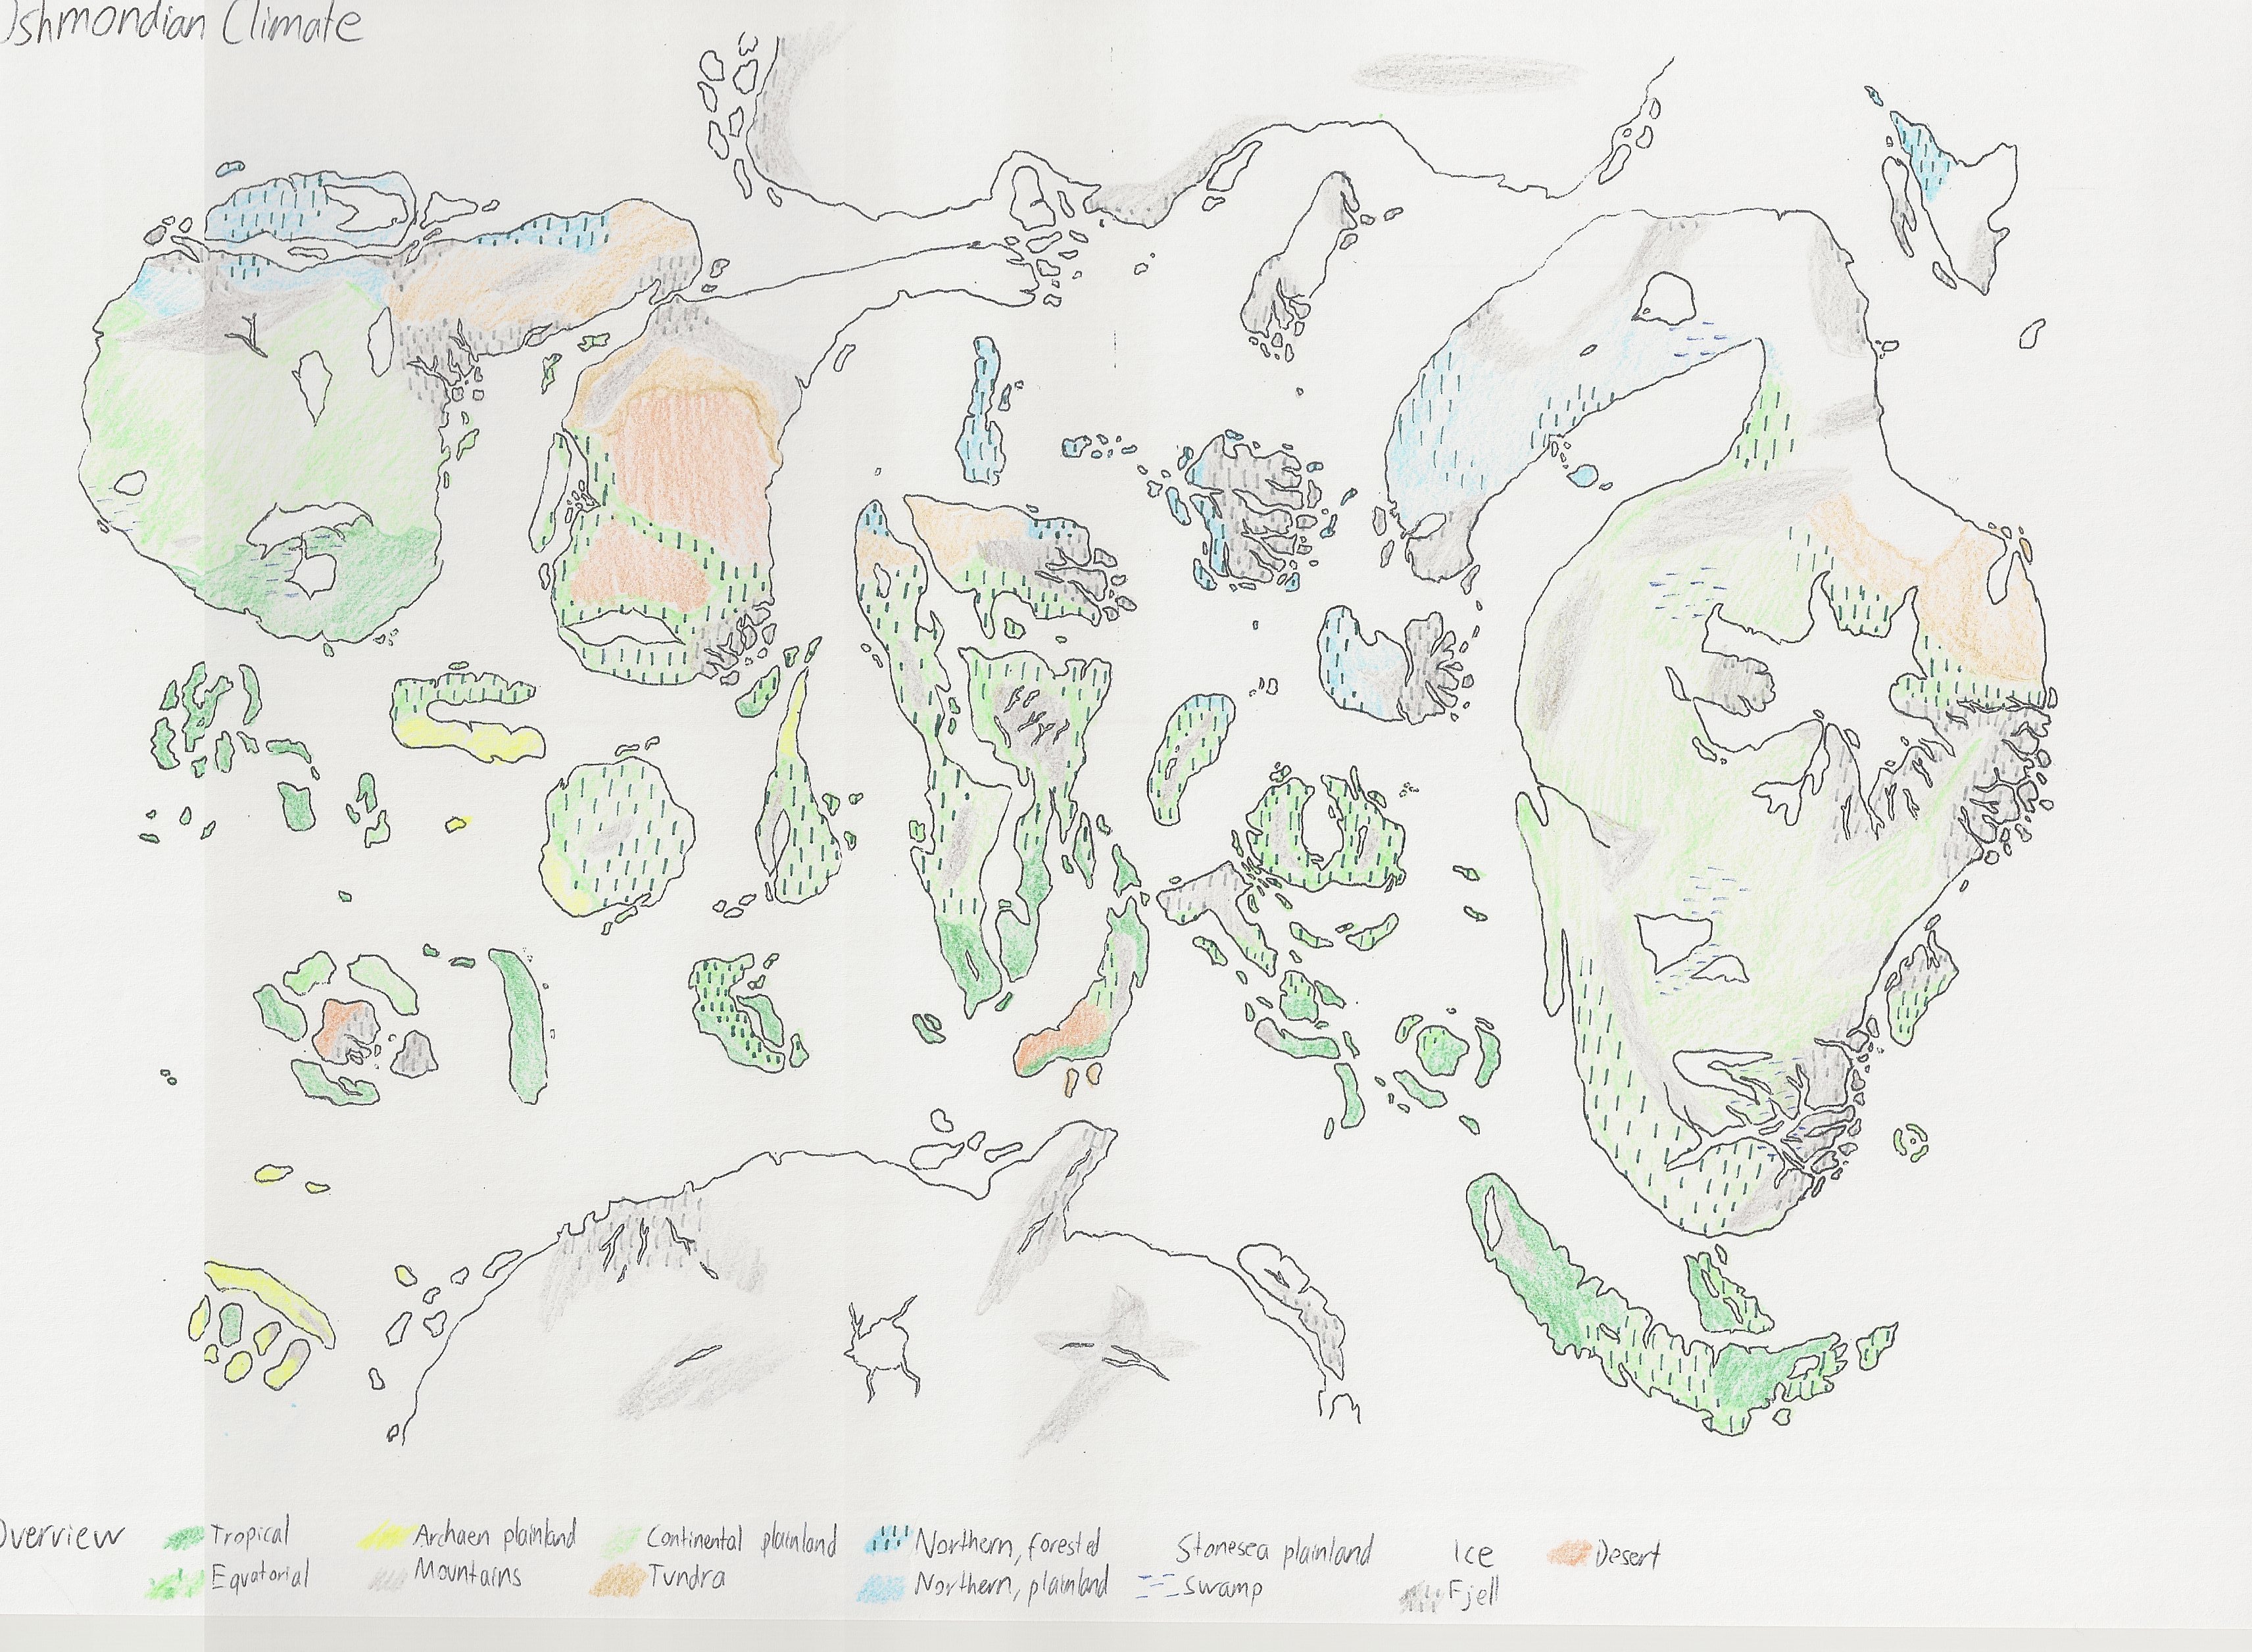 Ushmondian Climate
Overview
Tropical
Equatorial
Archaen plainland
Mountains
Continental plainland
Tundra
Northern, forested
Northern, plainland
Stonesea plainland
Swamp
Ice
Fjell
Desert